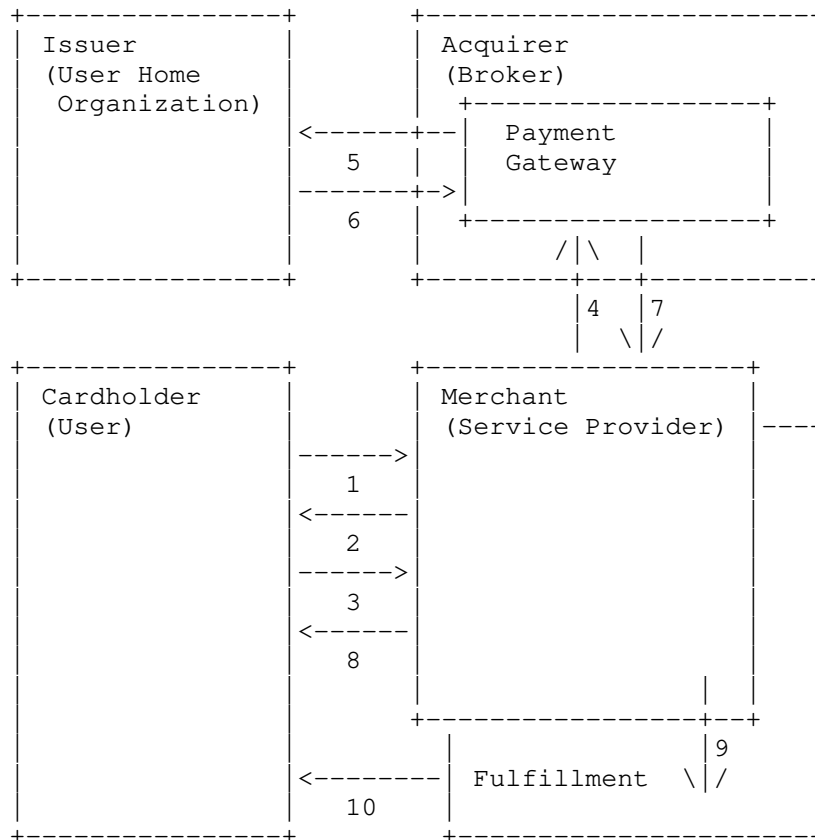 Issuer
(User Home
Organization)
Acquirer
(Broker)
Payment
Gateway
5
6
4 7
Cardholder
(User)
Merchant
(Service Provider)
1
2
3
8
9
Fulfillment
10